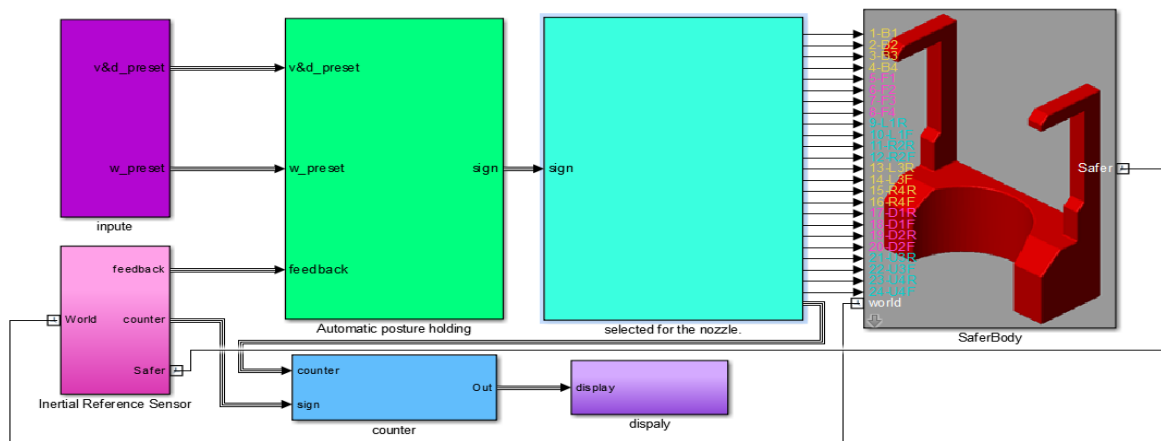 v&d_preset
w_preset
inpute
v&d_preset
w_preset
sign
feedback
Automatic posture holding
sign
selected for the nozzle.
1-B1
2-B2
3-B3
4-B4
5-F1
6-F2
7-F3
8-F4
9-L1R
10-L1F
11-R2R
12-R2F
13-L3R
14-L3F
15-R4R
16-R4F
17-D1R
18-D1F
19-D2R
20-D2F
21-U3R
22-U3F
23-U4R
24-U4F
world
Safer
SaferBody
feedback
World
counter
Safer
Inertial Reference Sensor
counter
sign
Out
counter
display
dispaly